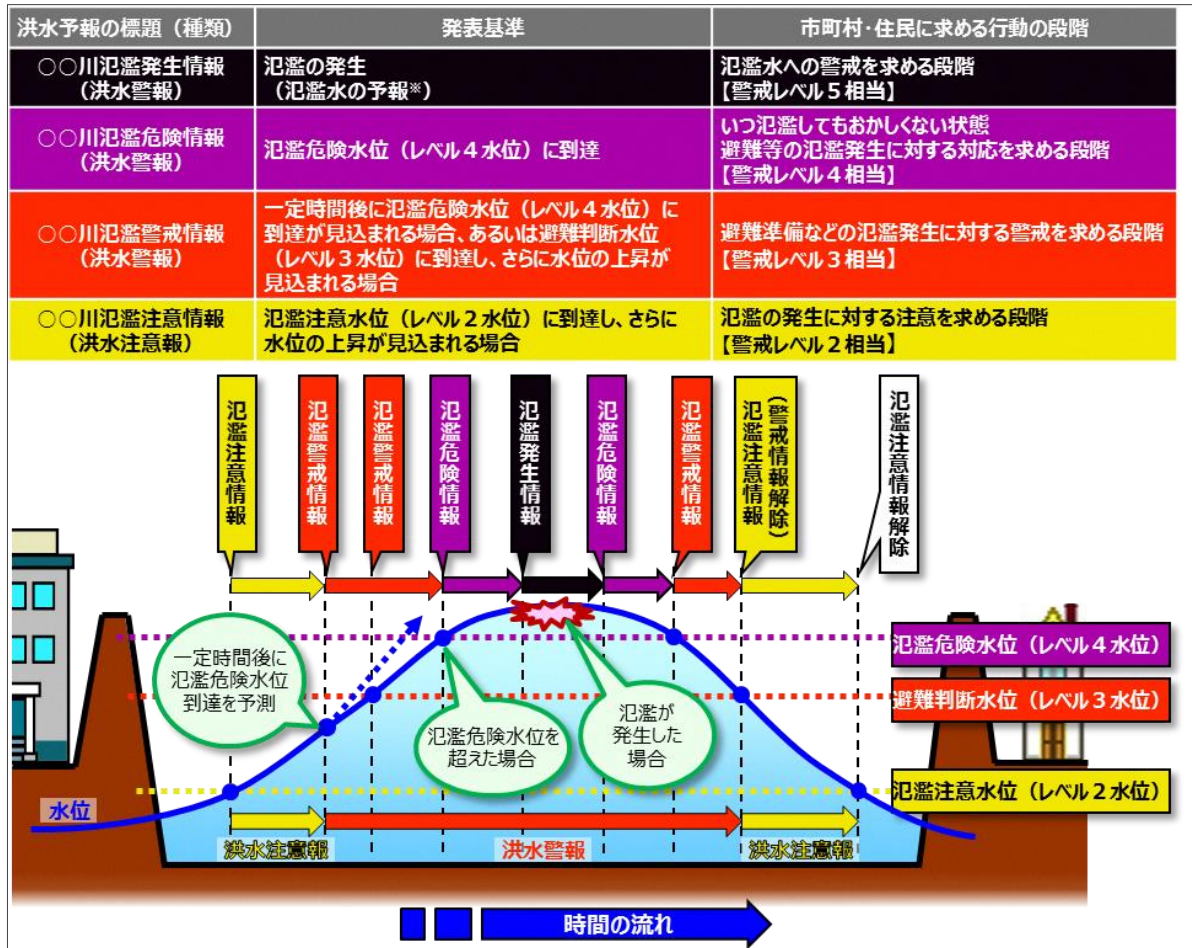 洪水予報の標題（種類）
発表基準
市町村・住民に求める行動の段階
○○川氾濫発生情報
（洪水警報）
氾濫の発生
（氾濫水の予報※）
氾濫水への警戒を求める段階
【警戒レベル５相当】
○○川氾濫危険情報
（洪水警報）
氾濫危険水位（レベル４水位）に到達
いつ氾濫してもおかしくない状態
避難等の氾濫発生に対する対応を求める段階
【警戒レベル４相当】
○○川氾濫警戒情報
（洪水警報）
一定時間後に氾濫危険水位（レベル４水位）に
到達が見込まれる場合、あるいは避難判断水位
（レベル３水位）に到達し、さらに水位の上昇が
見込まれる場合
避難準備などの氾濫発生に対する警戒を求める段階
【警戒レベル３相当】
○○川氾濫注意情報
（洪水注意報）
氾濫注意水位（レベル２水位）に到達し、さらに
水位の上昇が見込まれる場合
氾濫の発生に対する注意を求める段階
【警戒レベル２相当】
氾濫注意情報
氾濫警戒情報
氾濫警戒情報
氾濫危険情報
氾濫発生情報
氾濫危険情報
氾濫警戒情報
（警戒情報解除）
氾濫注意情報
氾濫注意情報解除
一定時間後に
氾濫危険水位
到達を予測
氾濫危険水位を
超えた場合
氾濫が
発生した
場合
氾濫危険水位（レベル４水位）
避難判断水位（レベル３水位）
氾濫注意水位（レベル２水位）
水位
洪水注意報
洪水警報
洪水注意報
時間の流れ